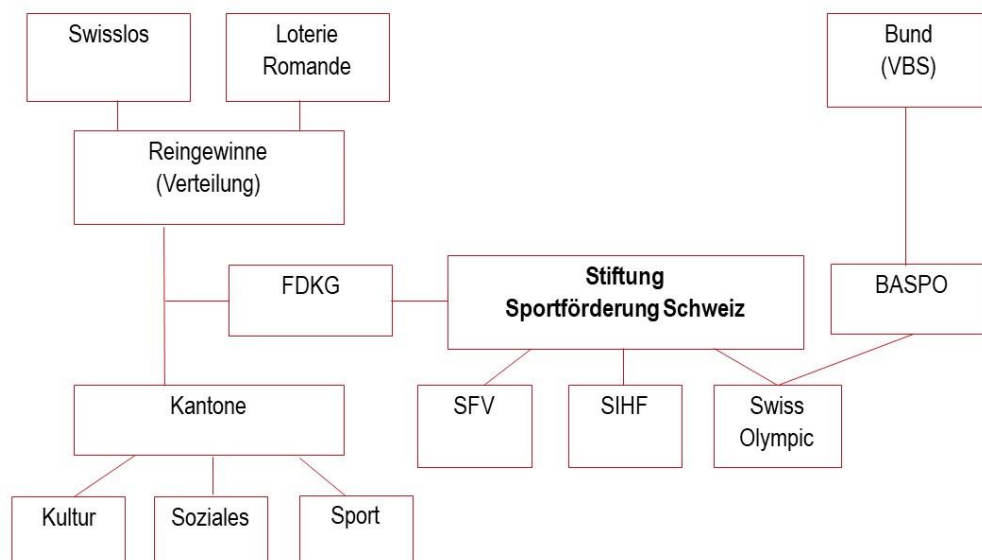 Swisslos
Loterie
Romande
Bund
(VBS)
Reingewinne
(Verteilung)
FDKG
Stiftung
Sportförderung Schweiz
BASPO
Kantone
SFV
SIHF
Swiss
Olympic
Kultur
Soziales
Sport